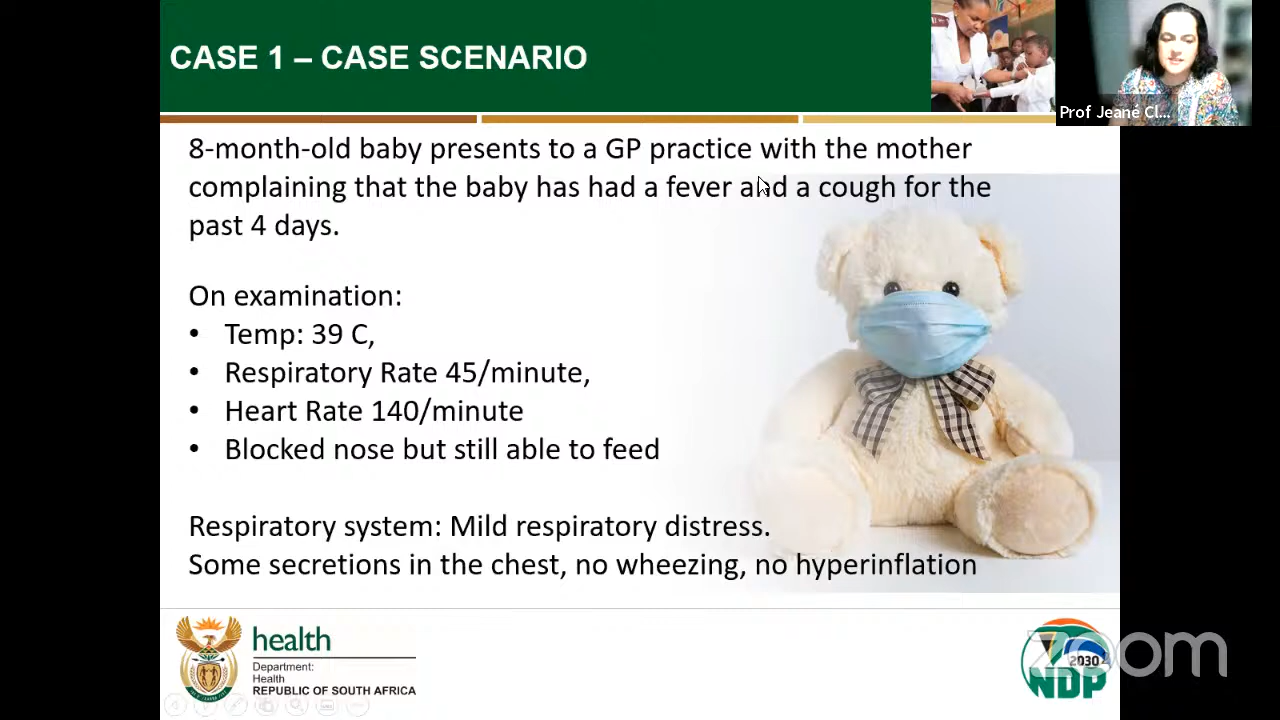 CASE 1 – CASE SCENARIO
Prof Jeané Cl...
8-month-old baby presents to a GP practice with the mother
complaining that the baby has had a fever and a cough for the
past 4 days.
On examination:
• Temp: 39 C,
• Respiratory Rate 45/minute,
• Heart Rate 140/minute
• Blocked nose but still able to feed
Respiratory system: Mild respiratory distress.
Some secretions in the chest, no wheezing, no hyperinflation
health
Department:
Health
REPUBLIC OF SOUTH AFRICA
2030
NDP
zoom